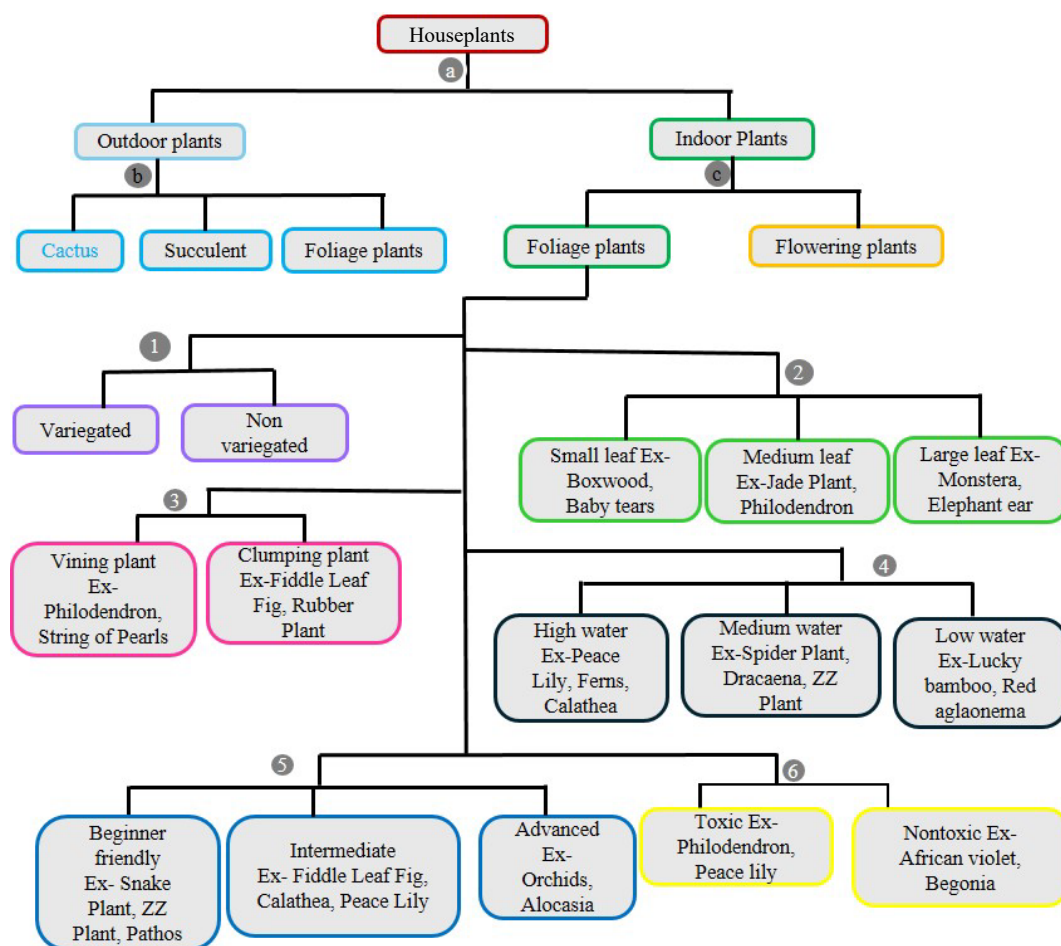 Houseplants
a
Outdoor plants
Indoor Plants
b
c
Cactus
Succulent
Foliage plants
Foliage plants
Flowering plants
1
2
Variegated
Non
variegated
Small leaf Ex-
Boxwood,
Baby tears
Medium leaf
Ex-Jade Plant,
Philodendron
Large leaf Ex-
Monstera,
Elephant ear
3
Vining plant
Ex-
Philodendron,
String of Pearls
Clumping plant
Ex-Fiddle Leaf
Fig, Rubber
Plant
4
High water
Ex-Peace
Lily, Ferns,
Calathea
Medium water
Ex-Spider Plant,
Dracaena, ZZ
Plant
Low water
Ex-Lucky
bamboo, Red
aglaonema
5
6
Beginner
friendly
Ex- Snake
Plant, ZZ
Plant, Pathos
Intermediate
Ex- Fiddle Leaf Fig,
Calathea, Peace Lily
Advanced
Ex-
Orchids,
Alocasia
Toxic Ex-
Philodendron,
Peace lily
Nontoxic Ex-
African violet,
Begonia